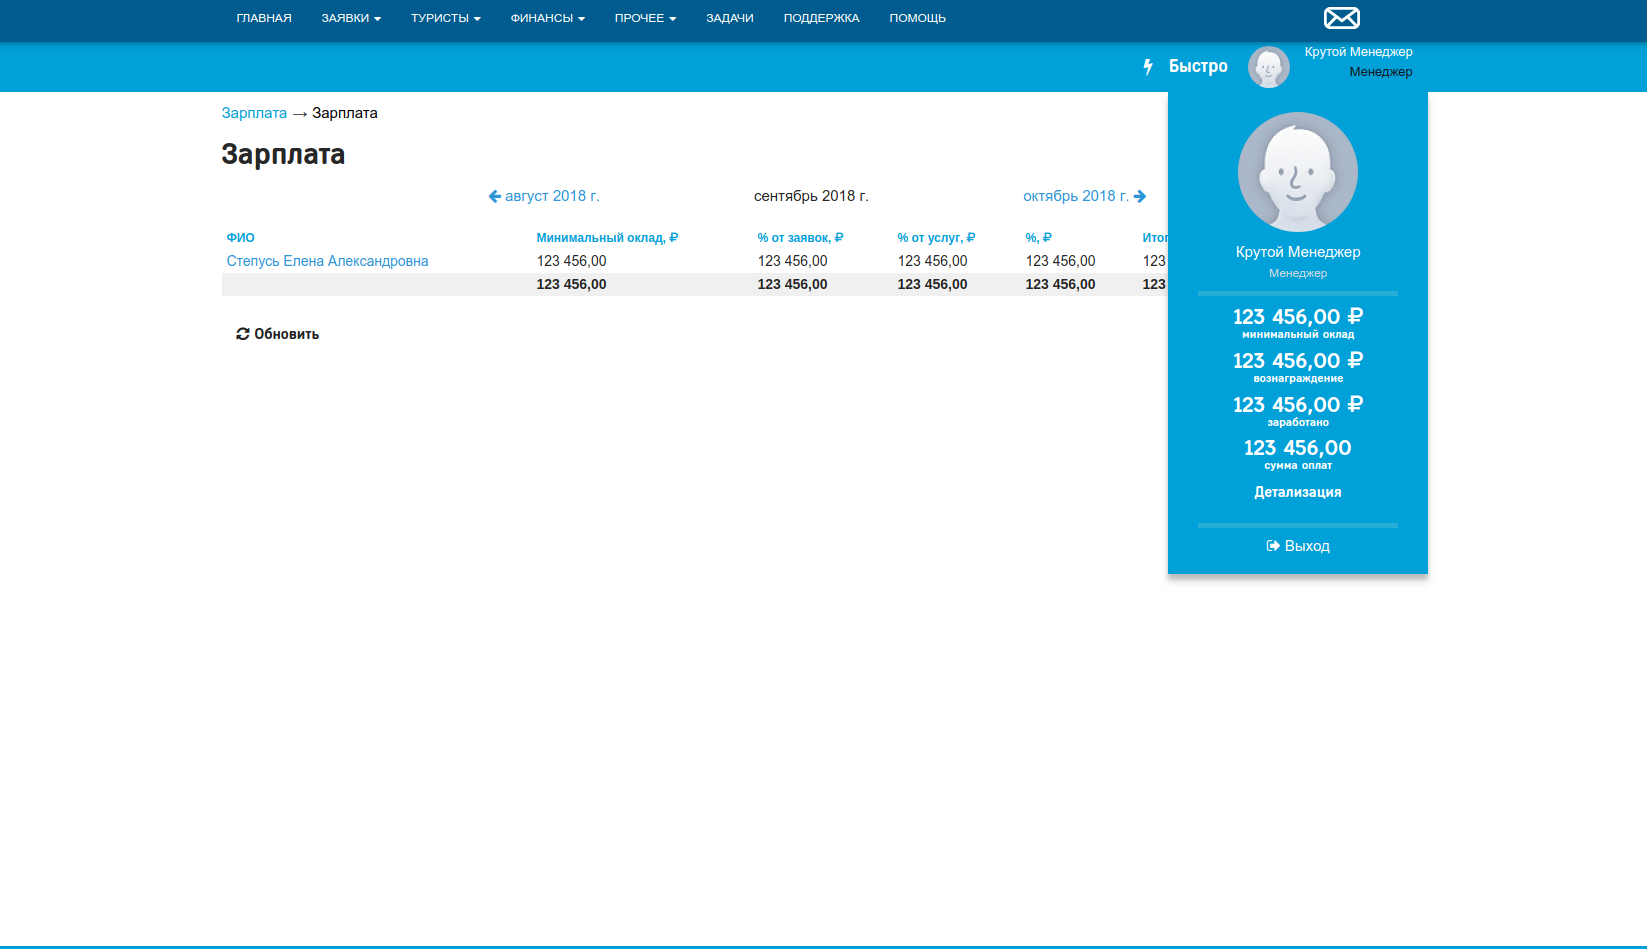 ГЛАВНАЯ ЗАЯВКИ ТУРИСТЫ ФИНАНСЫ ПРОЧЕЕ ЗАДАЧИ ПОДДЕРЖКА ПОМОЩЬ
Быстро
Крутой Менеджер
Менеджер
Зарплата → Зарплата
Зарплата
август 2018 г. сентябрь 2018 г. октябрь 2018 г.
ФИО Минимальный оклад, ₽ % от заявок, ₽ % от услуг, ₽ %, ₽
Степусь Елена Александровна 123 456,00 123 456,00 123 456,00 123 456,00 123
123 456,00 123 456,00 123 456,00 123 456,00 123
Обновить
Крутой Менеджер
Менеджер
123 456,00 ₽
минимальный оклад
123 456,00 ₽
вознаграждение
123 456,00 ₽
заработано
123 456,00
сумма оплат
Детализация
Выход